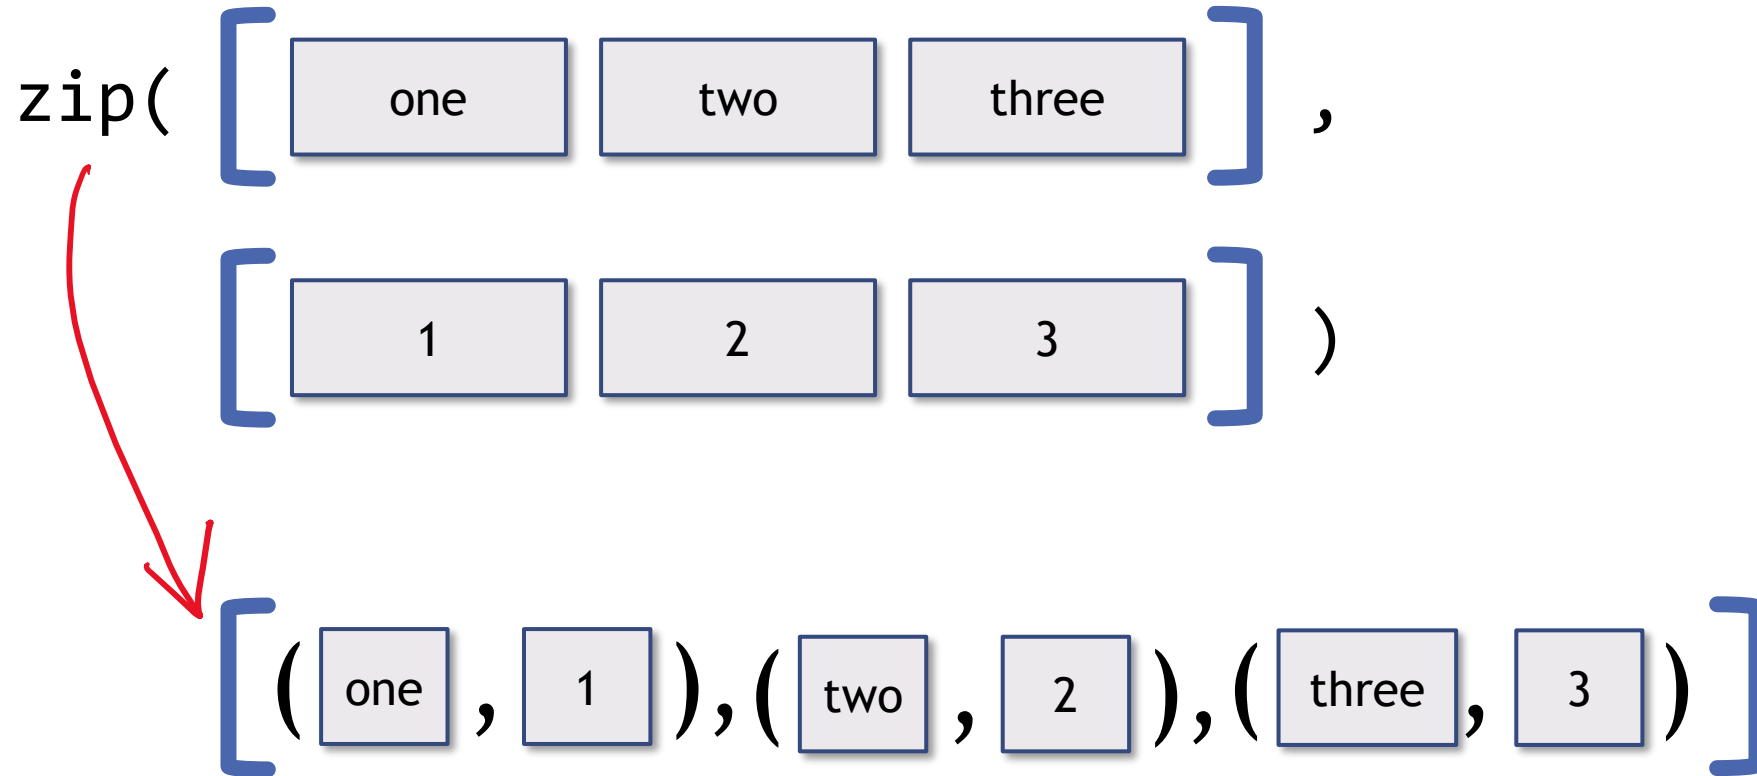 zip( [ one two three ] ,
[ 1 2 3 ] )
[ ( one , 1 ) , ( two , 2 ) , ( three , 3 ) ]